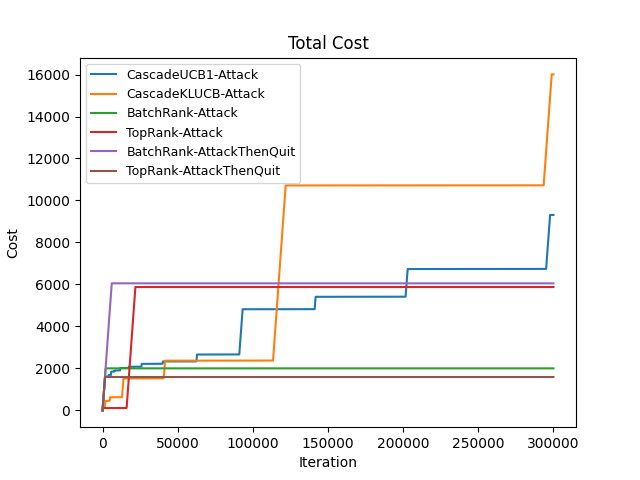 Total Cost
CascadeUCB1-Attack
CascadeKLUCB-Attack
BatchRank-Attack
TopRank-Attack
BatchRank-AttackThenQuit
TopRank-AttackThenQuit
16000
14000
12000
10000
8000
6000
4000
2000
0
Cost
0 50000 100000 150000 200000 250000 300000
Iteration